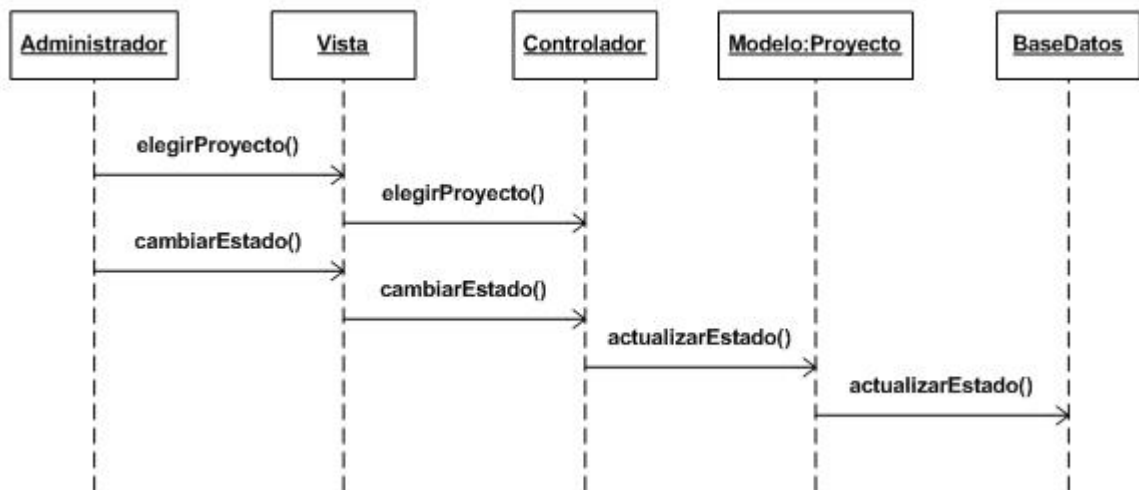 Administrador
Vista
Controlador
Modelo:Proyecto
BaseDatos
elegirProyecto()
elegirProyecto()
cambiarEstado()
cambiarEstado()
actualizarEstado()
actualizarEstado()